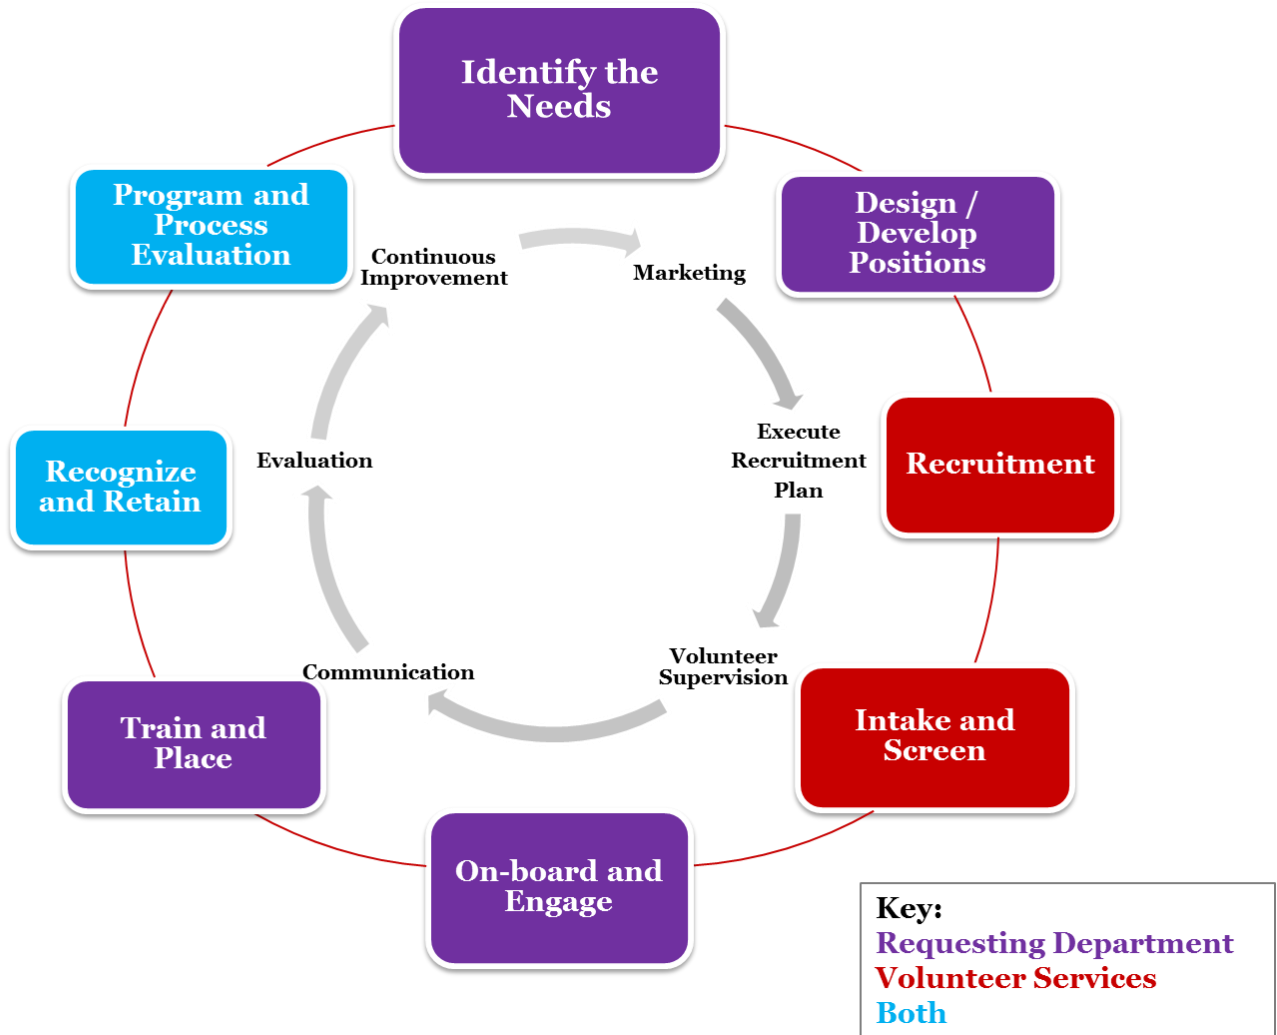 Identify the
Needs
Program and
Process
Evaluation
Design /
Develop
Positions
Continuous
Improvement
Marketing
Execute
Recruitment
Plan
Recruitment
Recognize
and Retain
Evaluation
Communication
Volunteer
Supervision
Intake and
Screen
Train and
Place
On-board and
Engage
Key:
Requesting Department
Volunteer Services
Both